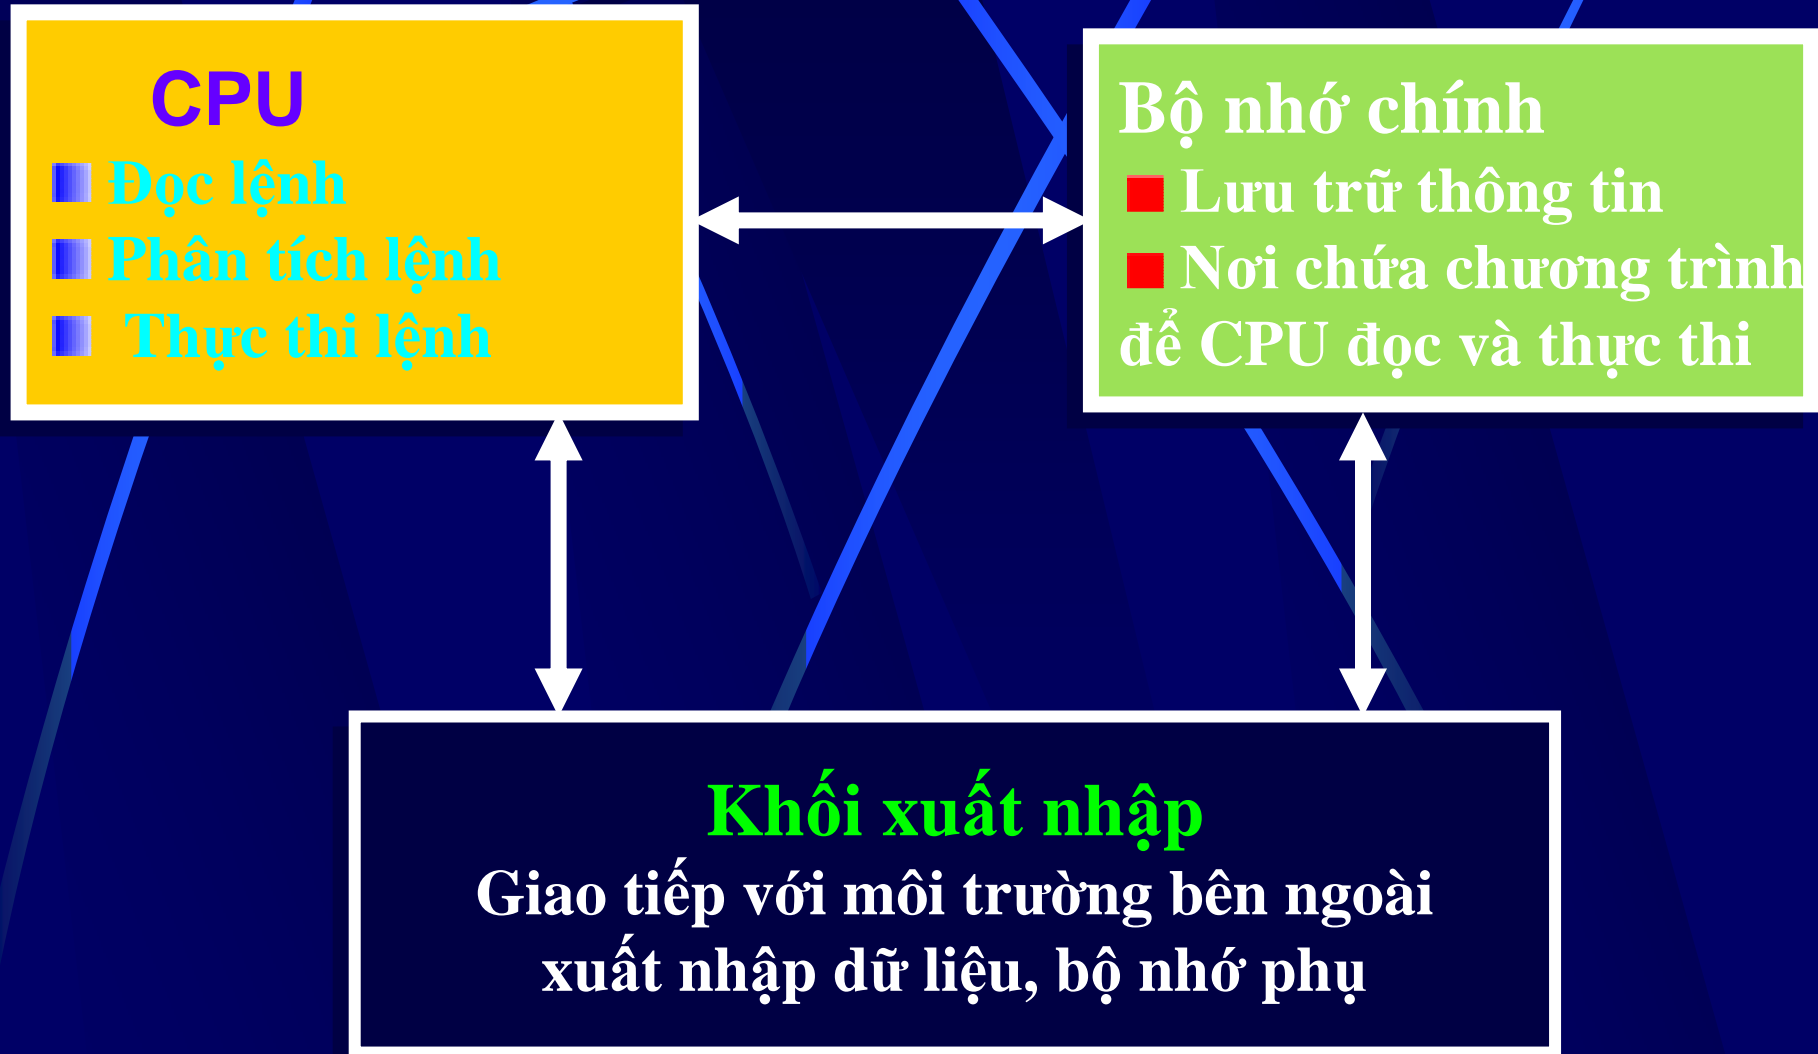 CPU
Đọc lệnh
Phân tích lệnh
Thực thi lệnh
Bộ nhớ chính
Lưu trữ thông tin
Nơi chứa chương trình
để CPU đọc và thực thi
Khối xuất nhập
Giao tiếp với môi trường bên ngoài
xuất nhập dữ liệu, bộ nhớ phụ